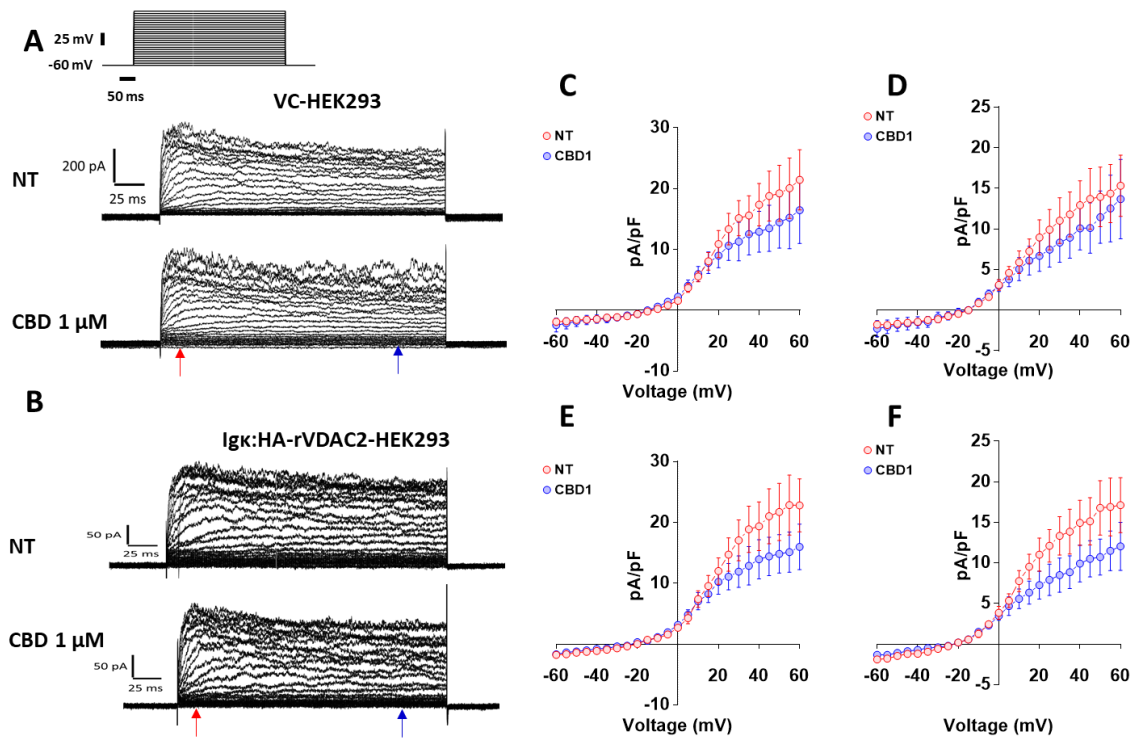 A
25 mV
-60 mV
50 ms
VC-HEK293
NT
200 pA
25 ms
CBD 1 µM
B
Igκ:HA-rVDAC2-HEK293
NT
50 pA
25 ms
CBD 1 µM
50 pA
25 ms
C
NT
CBD1
30
20
10
-10
pA/pF
-60 -40 -20 0 20 40 60
Voltage (mV)
D
NT
CBD1
25
20
15
10
5
-5
pA/pF
-60 -40 -20 0 20 40 60
Voltage (mV)
E
NT
CBD1
30
20
10
-10
pA/pF
-60 -40 -20 0 20 40 60
Voltage (mV)
F
NT
CBD1
25
20
15
10
5
-5
pA/pF
-60 -40 -20 0 20 40 60
Voltage (mV)